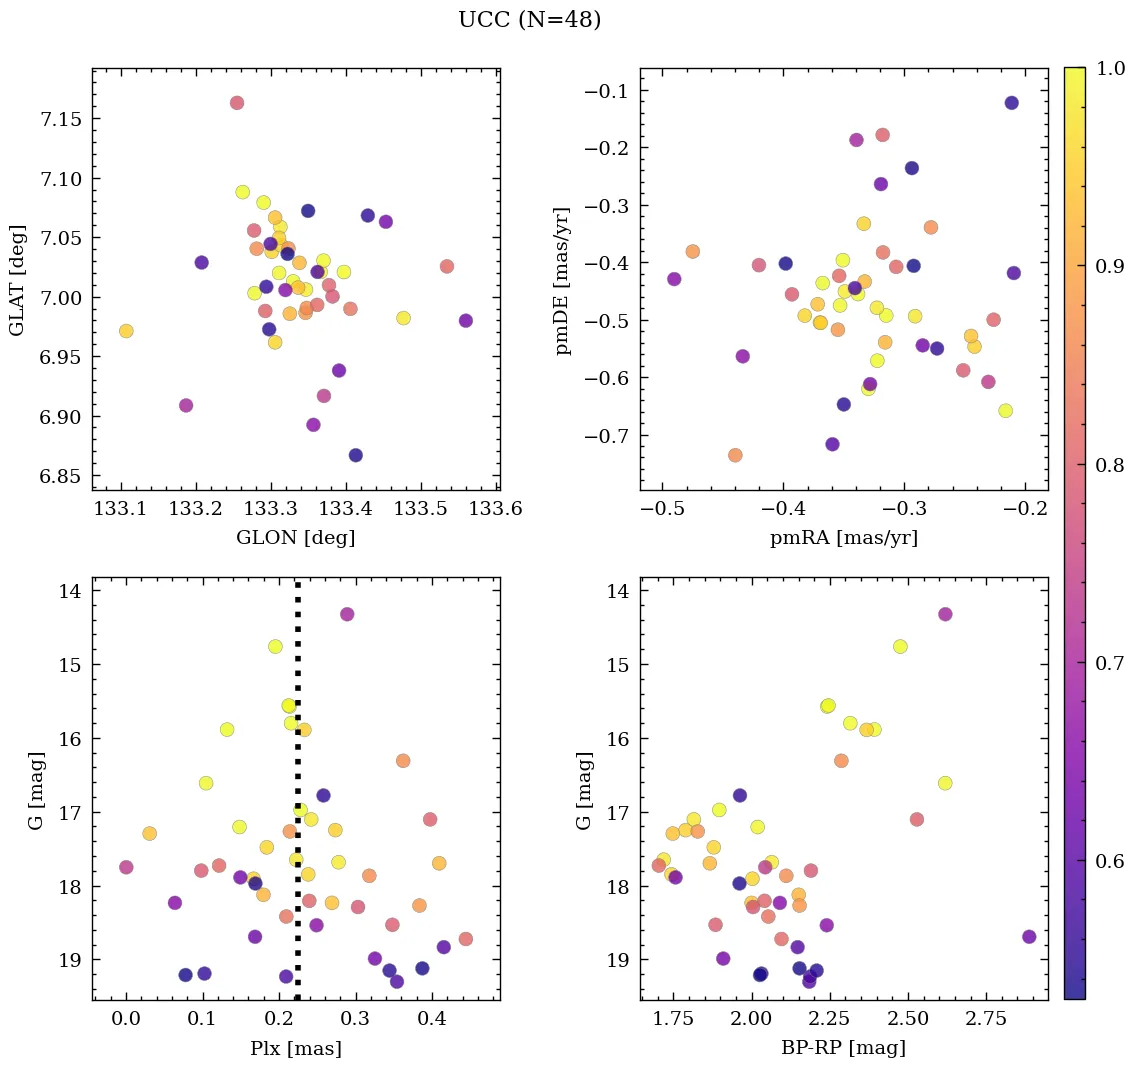 UCC (N=48)
7.15
7.10
7.05
7.00
6.95
6.90
6.85
GLAT [deg]
133.1 133.2 133.3 133.4 133.5 133.6
GLON [deg]
−0.1
−0.2
−0.3
−0.4
−0.5
−0.6
−0.7
pmDE [mas/yr]
−0.5 −0.4 −0.3 −0.2
pmRA [mas/yr]
14
15
16
17
18
19
G [mag]
0.0 0.1 0.2 0.3 0.4
Plx [mas]
14
15
16
17
18
19
G [mag]
1.75 2.00 2.25 2.50 2.75
BP-RP [mag]
1.0
0.9
0.8
0.7
0.6